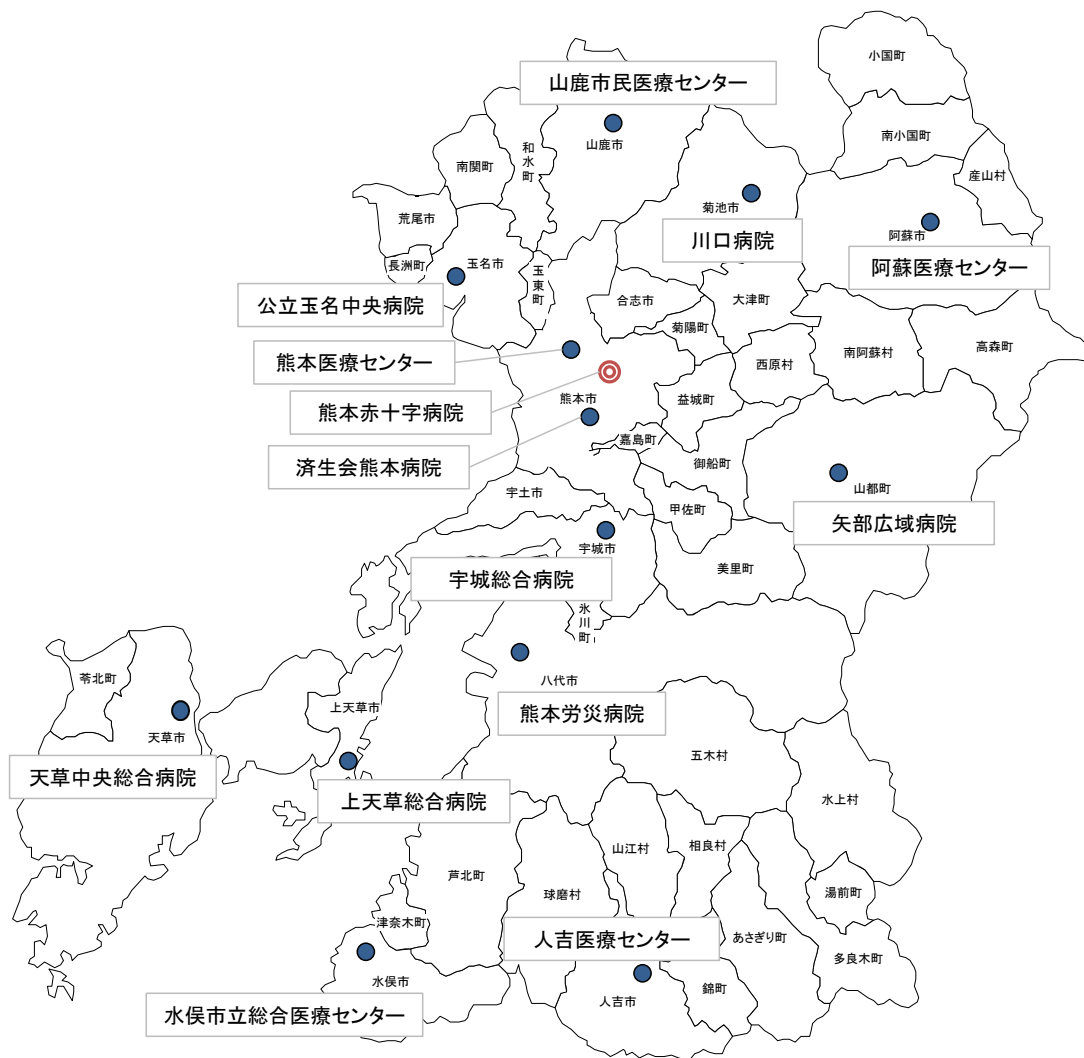 小国町
山鹿市民医療センター
南小国町
和水町
山鹿市
南関町
産山村
菊池市
荒尾市
阿蘇市
川口病院
長洲町
玉名市
阿蘇医療センター
玉東町
公立玉名中央病院
合志市
大津町
菊陽町
高森町
南阿蘇村
熊本医療センター
西原村
熊本市
益城町
熊本赤十字病院
嘉島町
御船町
済生会熊本病院
山都町
宇土市
甲佐町
矢部広域病院
宇城市
美里町
宇城総合病院
氷川町
八代市
苓北町
上天草市
熊本労災病院
天草市
五木村
天草中央総合病院
上天草総合病院
水上村
山江村
相良村
芦北町
球磨村
湯前町
津奈木町
人吉医療センター
あさぎり町
多良木町
水俣市
人吉市
錦町
水俣市立総合医療センター